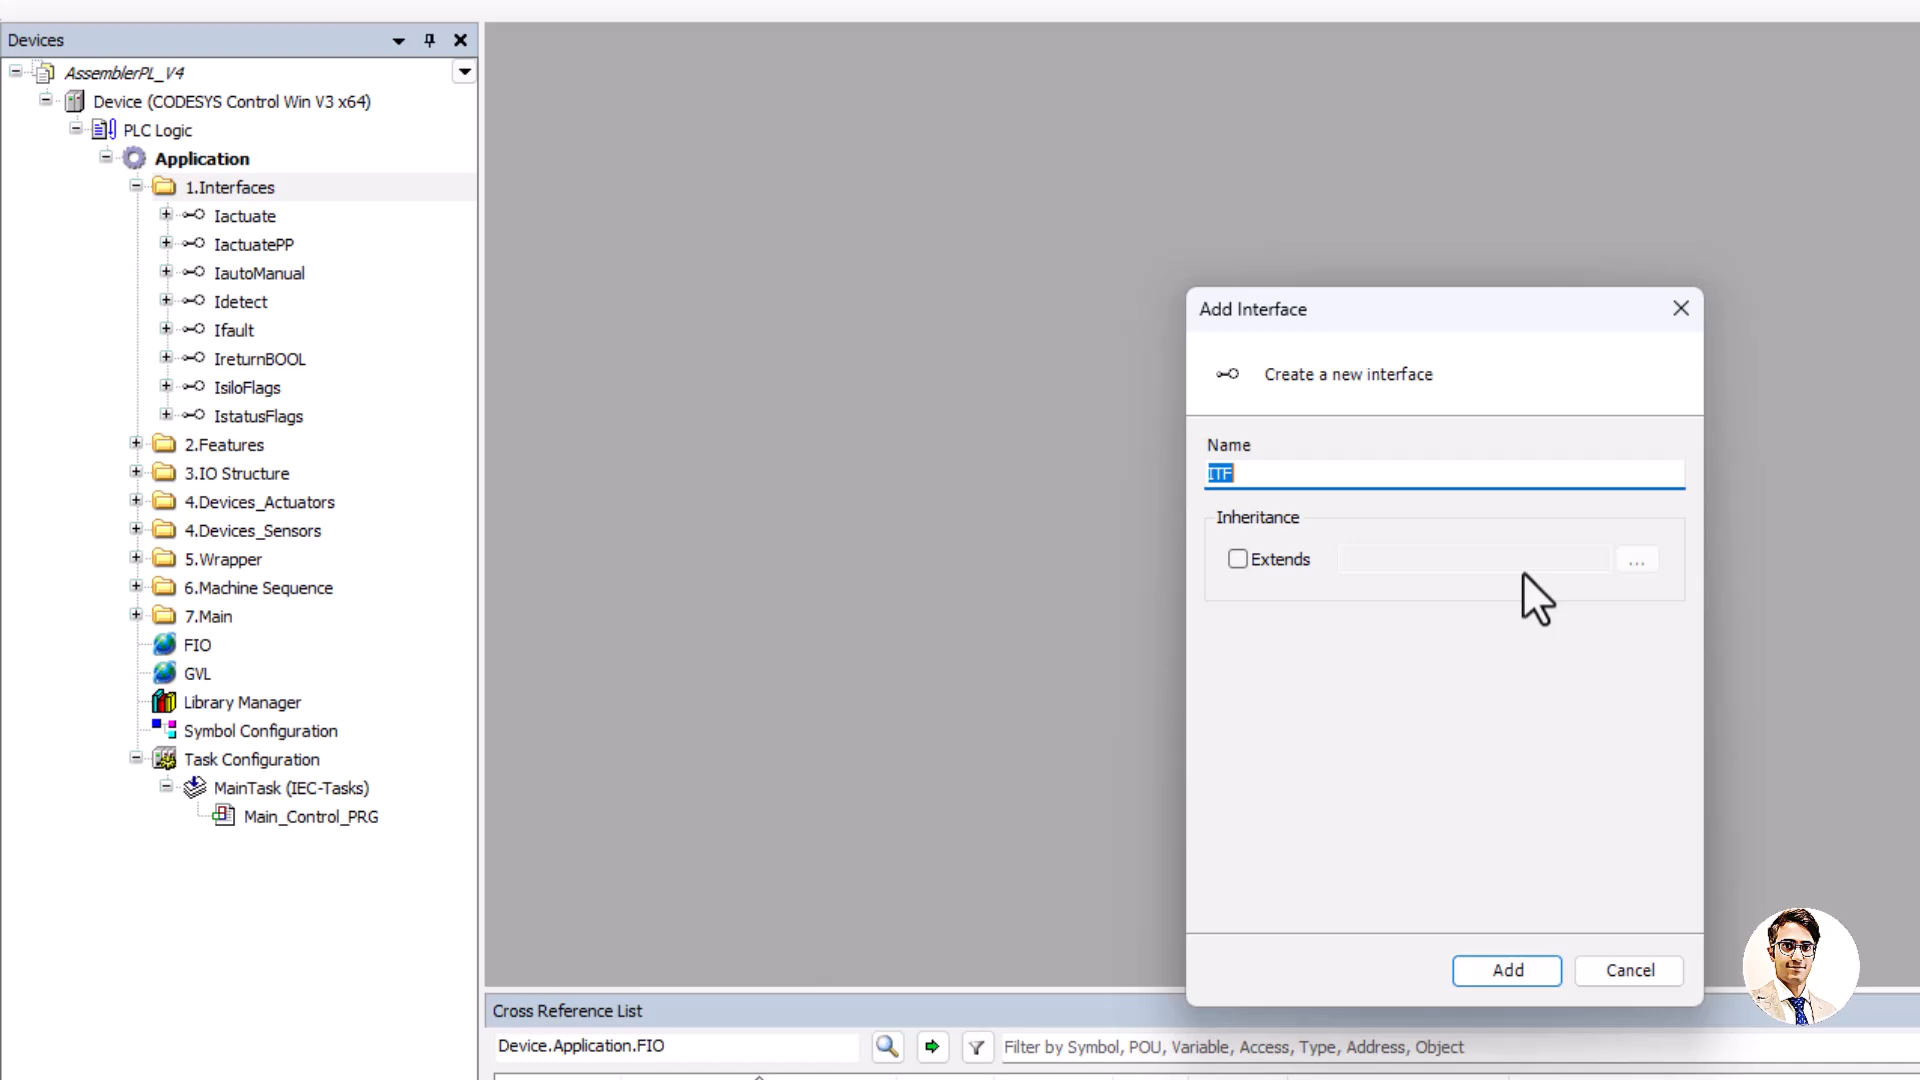 Devices
AssemblerPL_V4
Device (CODESYS Control Win V3 x64)
PLC Logic
Application
1.Interfaces
Iactuate
IactuatePP
IautoManual
Idetect
Ifault
IreturnBOOL
IsiloFlags
IstatusFlags
2.Features
3.IO Structure
4.Devices_Actuators
4.Devices_Sensors
5.Wrapper
6.Machine Sequence
7.Main
FIO
GVL
Library Manager
Symbol Configuration
Task Configuration
MainTask (IEC-Tasks)
Main_Control_PRG
Add Interface
Create a new interface
Name
ITF
Inheritance
Extends
...
Add
Cancel
Cross Reference List
Device.Application.FIO
Filter by Symbol, POU, Variable, Access, Type, Address, Object